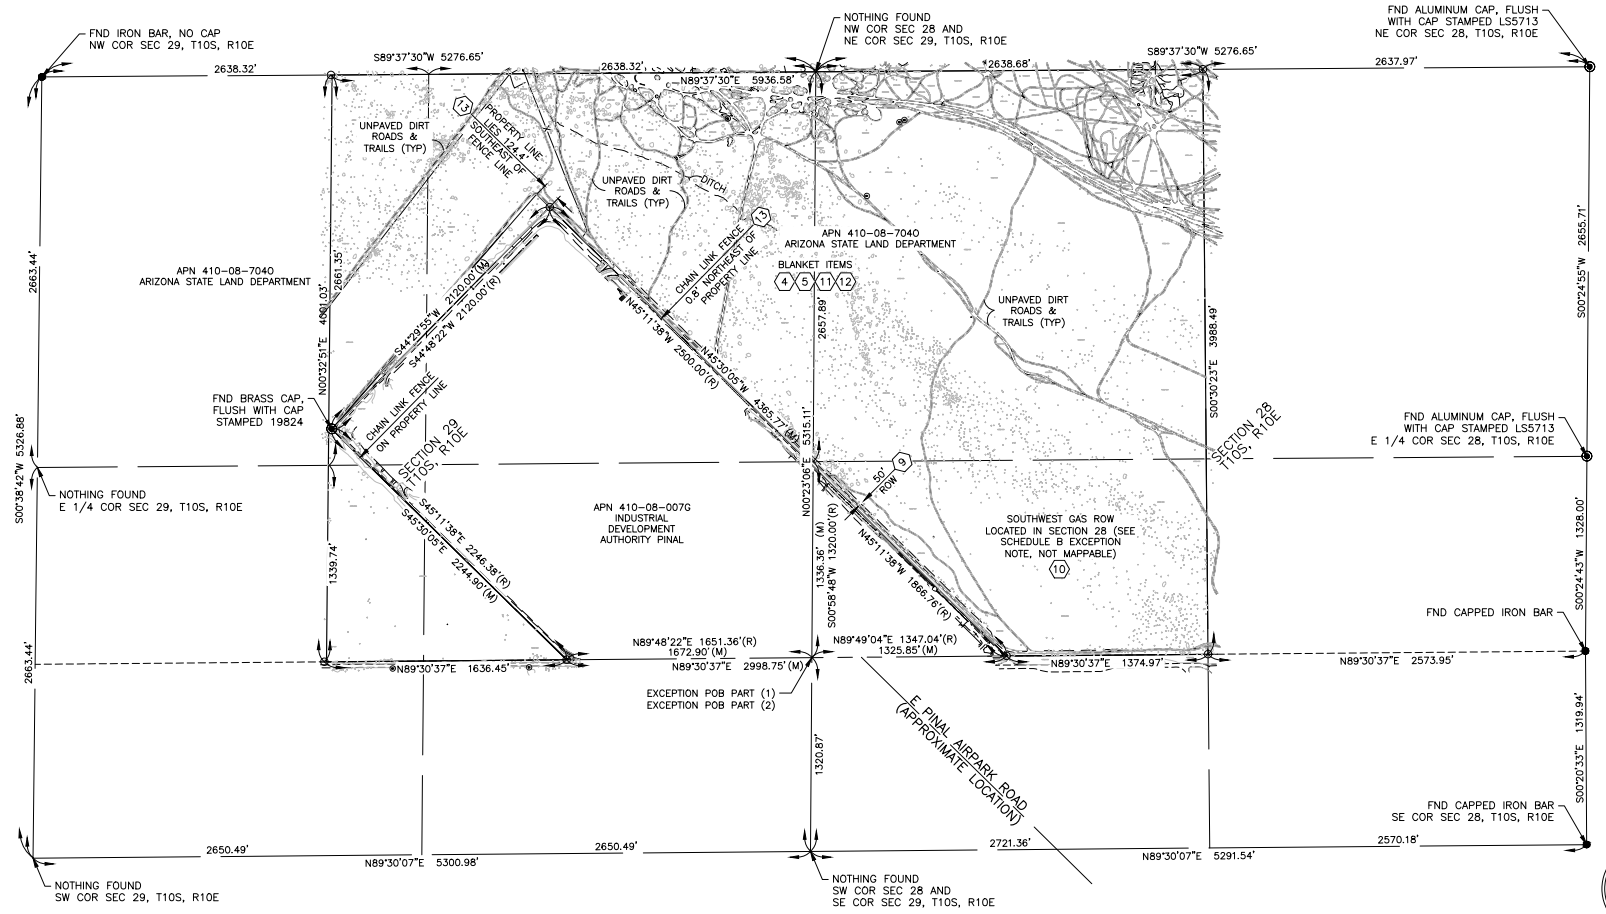 FND IRON BAR, NO CAP
NW COR SEC 29, T10S, R10E
NOTHING FOUND
NW COR SEC 28 AND
NE COR SEC 29, T10S, R10E
FND ALUMINUM CAP, FLUSH
WITH CAP STAMPED LS5713
NE COR SEC 28, T10S, R10E
S89°37'30"W 5276.65'
S89°37'30"W 5276.65'
2638.32'
2638.32'
2638.68'
2637.97'
N89°37'30"E 5936.58'
13
PROPERTY LINE
LIES 124.4'
SOUTHEAST OF
FENCE LINE
UNPAVED DIRT
ROADS &
TRAILS (TYP)
UNPAVED DIRT
ROADS &
TRAILS (TYP)
DITCH
13
CHAIN LINK FENCE
0.8' NORTHEAST OF
PROPERTY LINE
APN 410-08-7040
ARIZONA STATE LAND DEPARTMENT
BLANKET ITEMS
4
5
11
12
2663.44'
APN 410-08-7040
ARIZONA STATE LAND DEPARTMENT
2661.35'
N00°32'51"E 4001.03'
S44°29'55"W 2120.00'(M)
S44°48'22"W 2120.00'(R)
N45°11'38"W 2500.00'(R)
N45°30'05"W 4365.77'(M)
2657.89'
UNPAVED DIRT
ROADS &
TRAILS (TYP)
S00°30'23"E 3988.49'
2655.71'
S00°24'55"W
FND BRASS CAP,
FLUSH WITH CAP
STAMPED 19824
CHAIN LINK FENCE
ON PROPERTY LINE
SECTION 29
T10S, R10E
SECTION 28
T10S, R10E
FND ALUMINUM CAP, FLUSH
WITH CAP STAMPED LS5713
E 1/4 COR SEC 28, T10S, R10E
S00°38'42"W 5326.88'
N00°23'06"E 5315.11'
50'
ROW
9
NOTHING FOUND
E 1/4 COR SEC 29, T10S, R10E
APN 410-08-007G
INDUSTRIAL
DEVELOPMENT
AUTHORITY PINAL
SOUTHWEST GAS ROW
LOCATED IN SECTION 28 (SEE
SCHEDULE B EXCEPTION
NOTE, NOT MAPPABLE)
10
S45°11'38"E 2246.38'(R)
S45°30'05"E 2244.90'(M)
1339.74'
1336.36' (M)
S00°58'48"W 1320.00'(R)
N45°11'38"W 1866.76'(R)
S00°24'43"W 1328.00'
FND CAPPED IRON BAR
2663.44'
N89°48'22"E 1651.36'(R)
1672.90'(M)
N89°49'04"E 1347.04'(R)
1325.85'(M)
N89°30'37"E 1636.45'
N89°30'37"E 2998.75'(M)
N89°30'37"E 1374.97'
N89°30'37"E 2573.95'
EXCEPTION POB PART (1)
EXCEPTION POB PART (2)
E PINAL AIRPARK ROAD
(APPROXIMATE LOCATION)
1320.87'
S00°20'33"E 1319.94'
FND CAPPED IRON BAR
SE COR SEC 28, T10S, R10E
2650.49'
N89°30'07"E 5300.98'
2650.49'
2721.36'
N89°30'07"E 5291.54'
2570.18'
NOTHING FOUND
SW COR SEC 29, T10S, R10E
NOTHING FOUND
SW COR SEC 28 AND
SE COR SEC 29, T10S, R10E